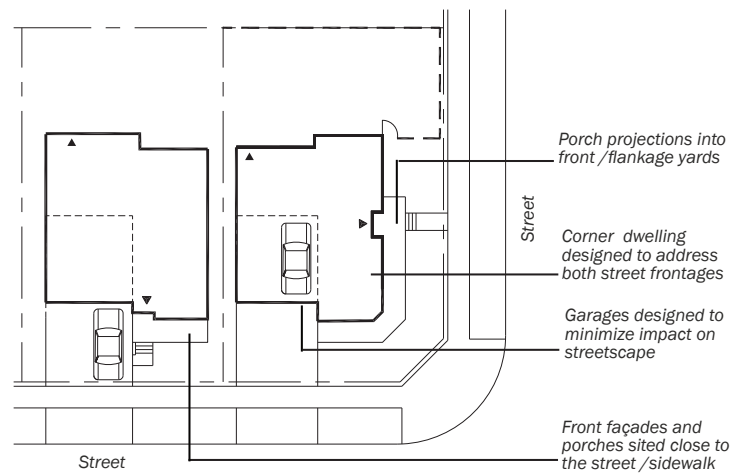 Porch projections into
front/flankage yards
Street
Corner dwelling
designed to address
both street frontages
Garages designed to
minimize impact on
streetscape
Front façades and
porches sited close to
the street/sidewalk
Street